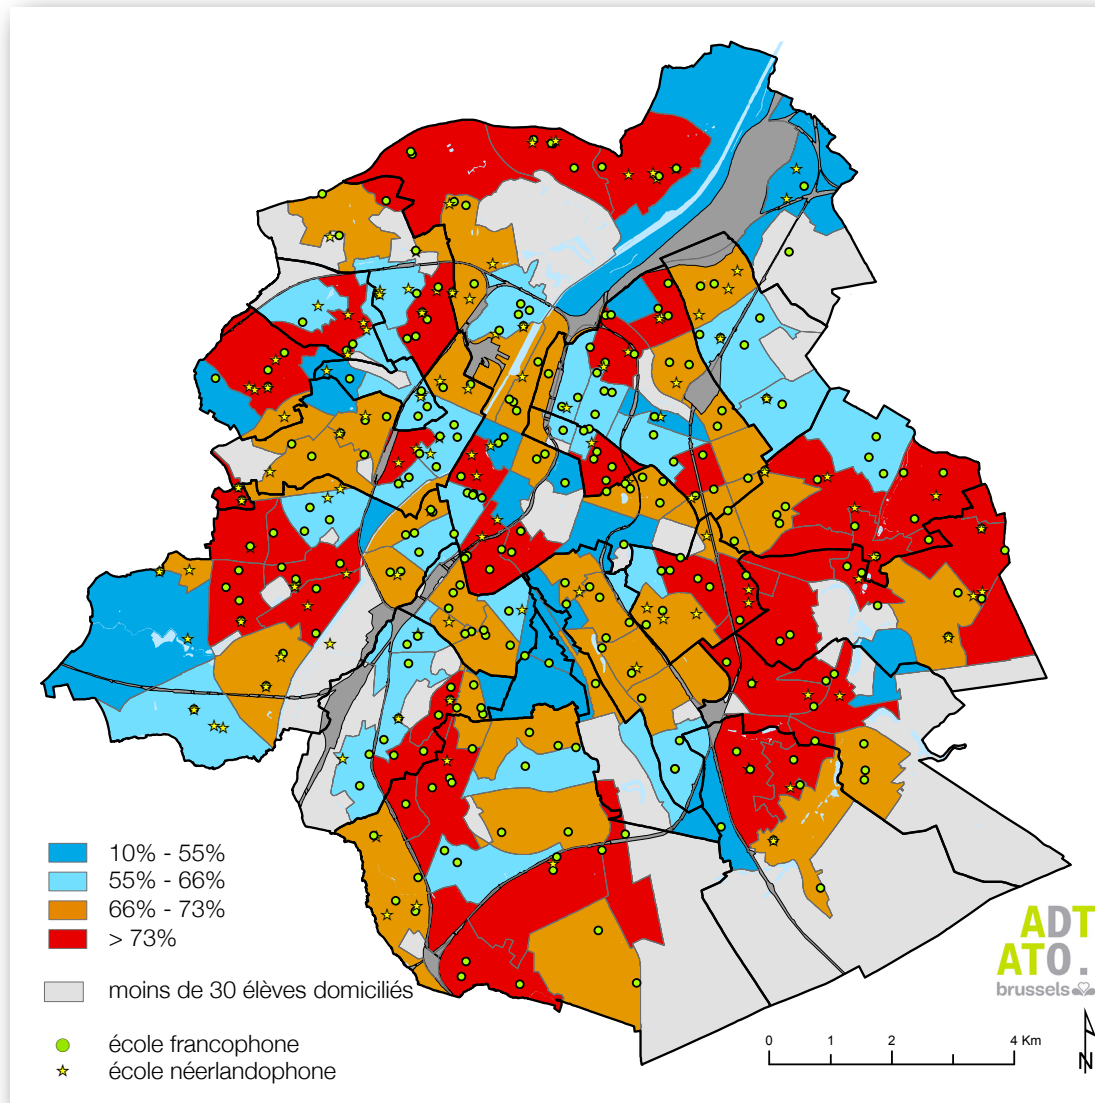 10% - 55%
55% - 66%
66% - 73%
> 73%
moins de 30 élèves domiciliés
école francophone
école néerlandophone
ADT
ATO.
brussels
0 1 2 4 Km
N